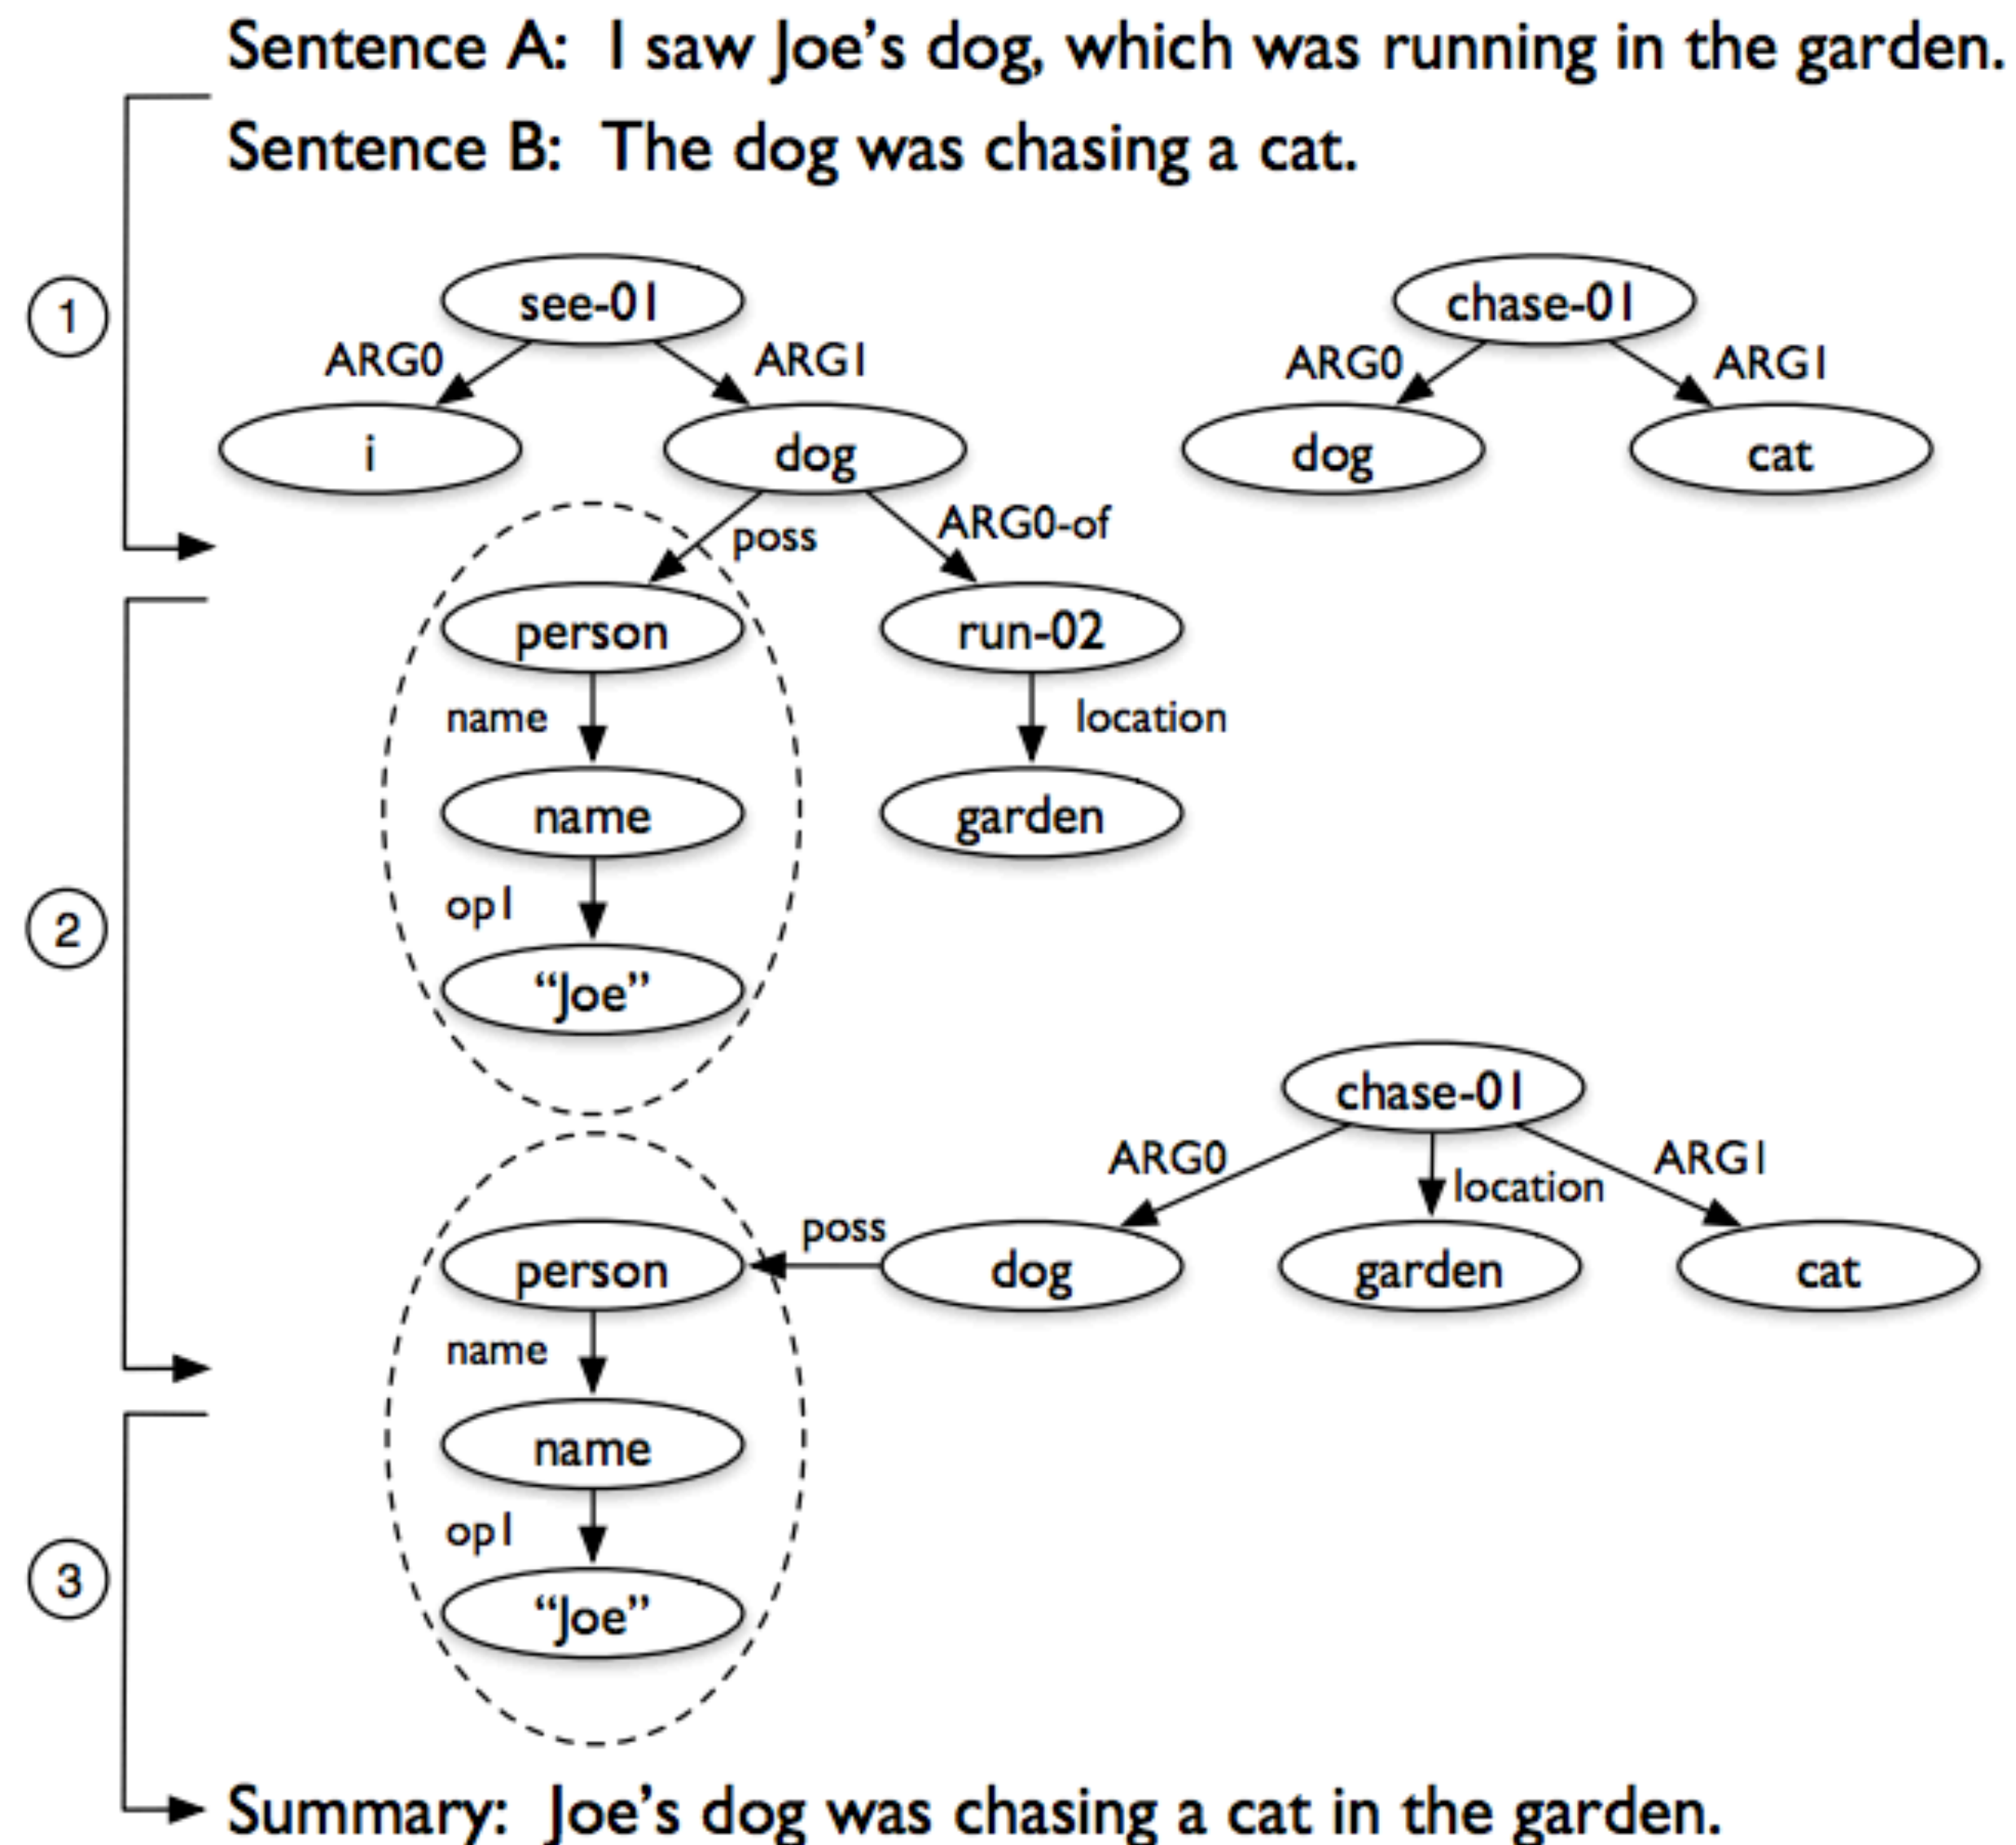 Sentence A: I saw Joe's dog, which was running in the garden.
Sentence B: The dog was chasing a cat.
see-01
chase-01
1
ARG0
ARG1
ARG0
ARG1
i
dog
dog
cat
poss
ARG0-of
person
run-02
name
location
name
garden
2
op1
“Joe”
chase-01
ARG0
location
ARG1
poss
person
dog
garden
cat
name
name
op1
3
“Joe”
Summary: Joe's dog was chasing a cat in the garden.